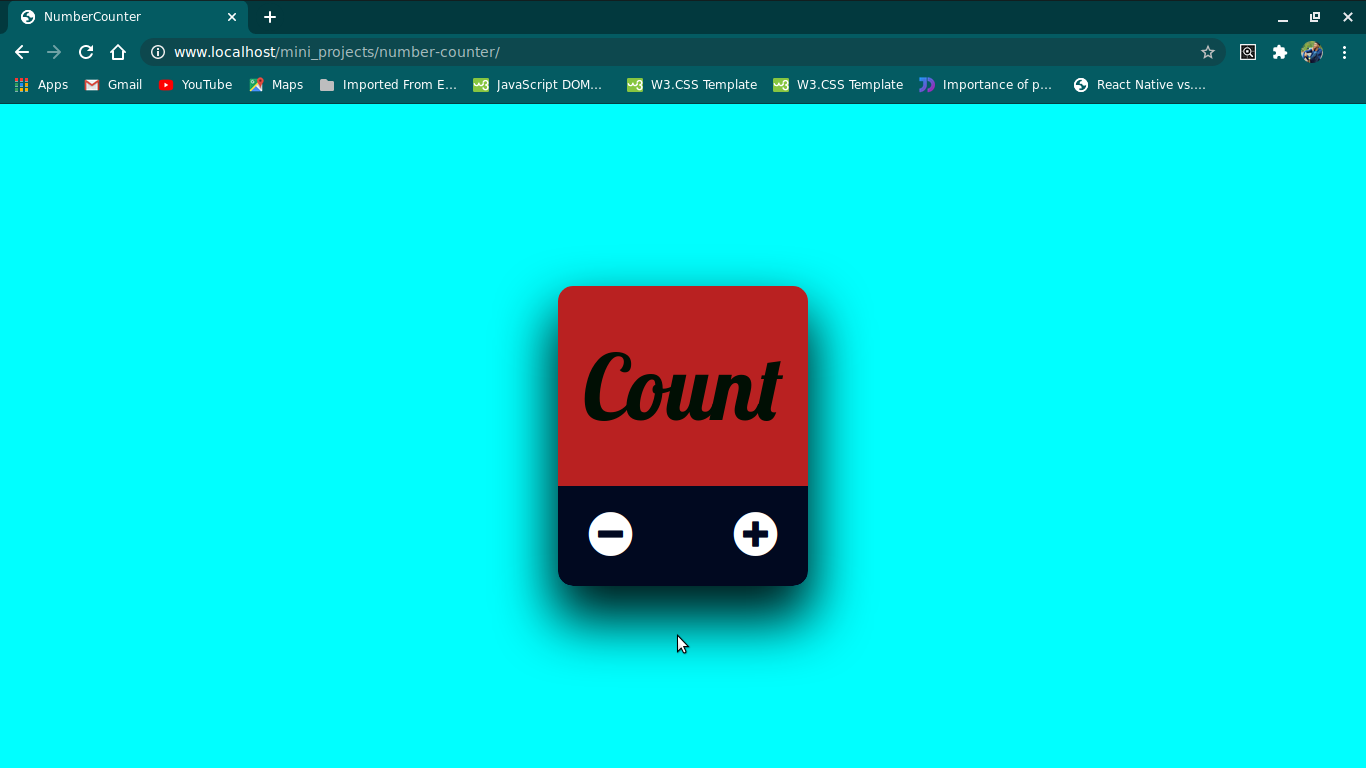 NumberCounter
www.localhost/mini_projects/number-counter/
Apps Gmail YouTube Maps Imported From E... JavaScript DOM... W3.CSS Template W3.CSS Template Importance of p... React Native vs....
Count